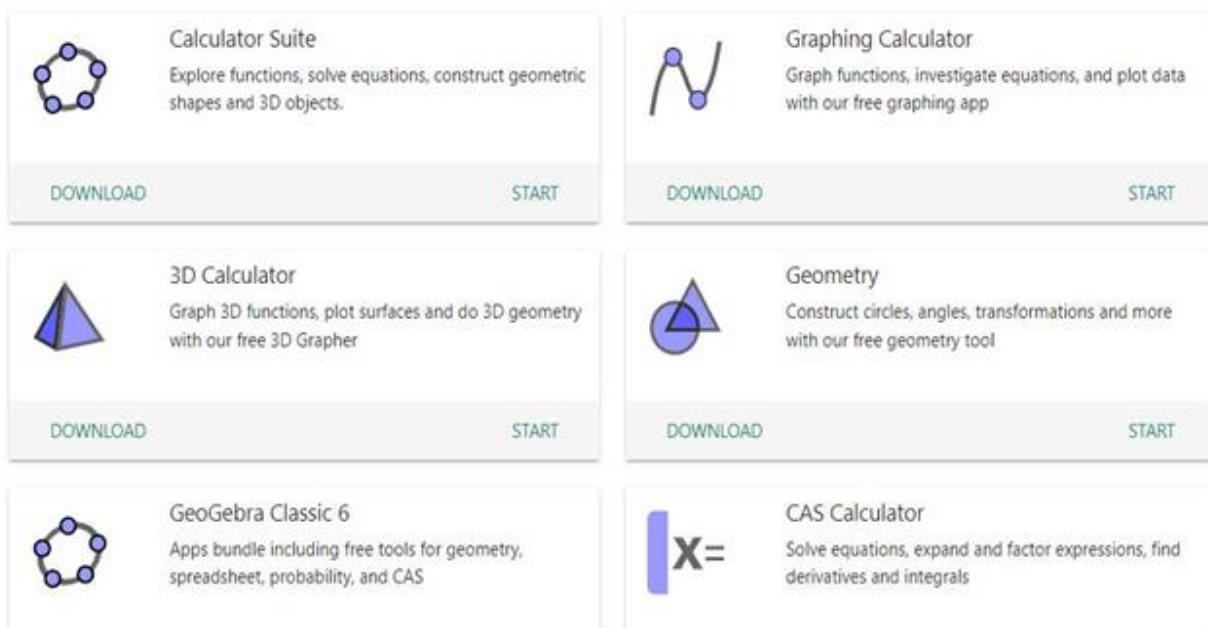 Calculator Suite
Explore functions, solve equations, construct geometric
shapes and 3D objects.
DOWNLOAD START
Graphing Calculator
Graph functions, investigate equations, and plot data
with our free graphing app
DOWNLOAD START
3D Calculator
Graph 3D functions, plot surfaces and do 3D geometry
with our free 3D Grapher
DOWNLOAD START
Geometry
Construct circles, angles, transformations and more
with our free geometry tool
DOWNLOAD START
GeoGebra Classic 6
Apps bundle including free tools for geometry,
spreadsheet, probability, and CAS
X=
CAS Calculator
Solve equations, expand and factor expressions, find
derivatives and integrals